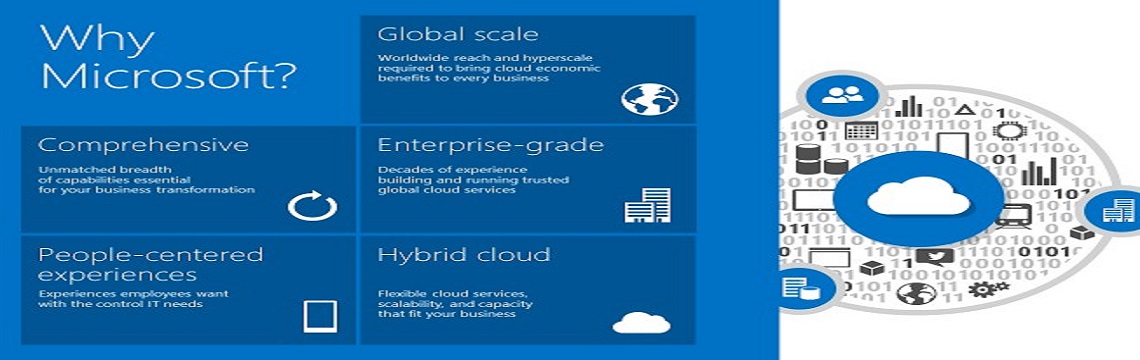 Why
Microsoft?
Global scale
Worldwide reach and hyperscale
required to bring cloud economic
benefits to every business
Comprehensive
Unmatched breadth
of capabilities essential
for your business transformation
Enterprise-grade
Decades of experience
building and running trusted
global cloud services
People-centered
experiences
Experiences employees want
with the control IT needs
Hybrid cloud
Flexible cloud services,
scalability, and capacity
that fit your business